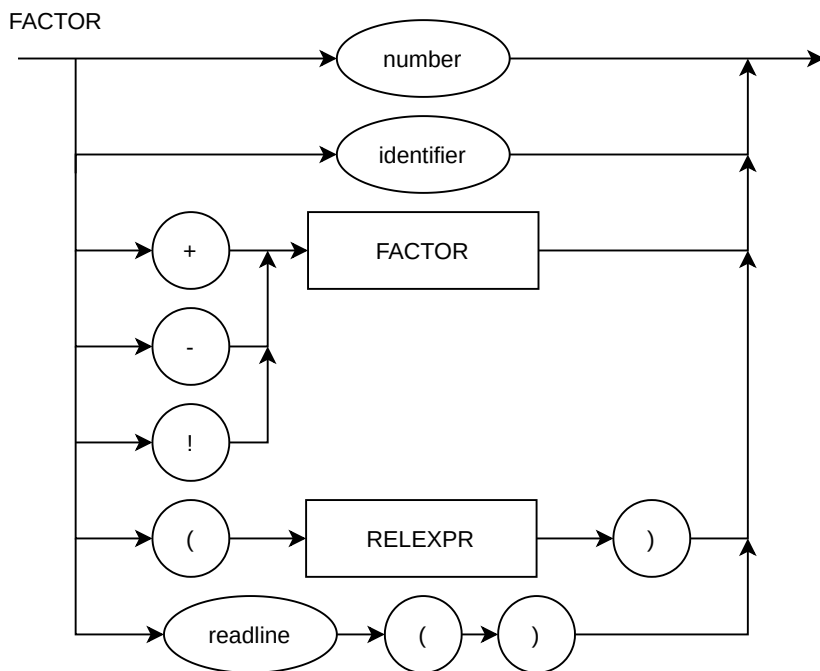 FACTOR
number
identifier
+ FACTOR
-
!
( RELEXPR )
readline ( )